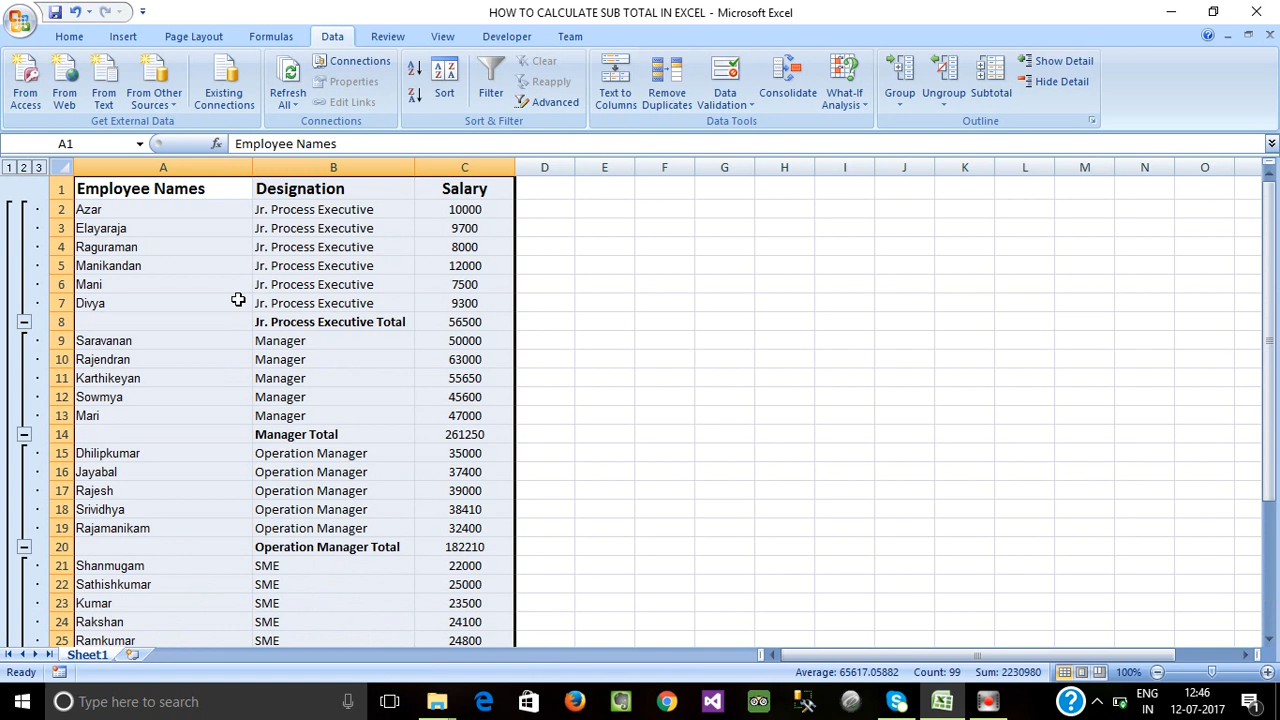 HOW TO CALCULATE SUB TOTAL IN EXCEL - Microsoft Excel
Home Insert Page Layout Formulas Data Review View Developer Team
From Access
From Web
From Text
From Other Sources
Existing Connections
Get External Data
Refresh All
Connections
Properties
Edit Links
Connections
Sort
Filter
Clear
Reapply
Advanced
Sort & Filter
Text to Columns
Remove Duplicates
Data Validation
Consolidate
What-If Analysis
Data Tools
Group
Ungroup
Subtotal
Show Detail
Hide Detail
Outline
A1 fx Employee Names
1 2 3 A B C D E F G H I J K L M N O
1 Employee Names Designation Salary
2 Azar Jr. Process Executive 10000
3 Elayaraja Jr. Process Executive 9700
4 Raguraman Jr. Process Executive 8000
5 Manikandan Jr. Process Executive 12000
6 Mani Jr. Process Executive 7500
7 Divya Jr. Process Executive 9300
8 Jr. Process Executive Total 56500
9 Saravanan Manager 50000
10 Rajendran Manager 63000
11 Karthikeyan Manager 55650
12 Sowmya Manager 45600
13 Mari Manager 47000
14 Manager Total 261250
15 Dhilipkumar Operation Manager 35000
16 Jayabal Operation Manager 37400
17 Rajesh Operation Manager 39000
18 Srividhya Operation Manager 38410
19 Rajamanikam Operation Manager 32400
20 Operation Manager Total 182210
21 Shanmugam SME 22000
22 Sathishkumar SME 25000
23 Kumar SME 23500
24 Rakshan SME 24100
25 Ramkumar SME 24800
Sheet1
Ready Average: 65617.05882 Count: 99 Sum: 2230980 100%
Type here to search
ENG
IN
12:46
12-07-2017
1